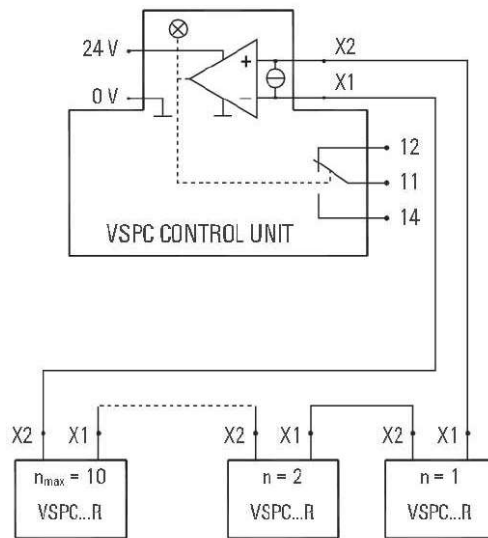 24 V
0 V
+
−
X2
X1
12
11
14
VSPC CONTROL UNIT
X2 X1 X2 X1 X2 X1
nmax = 10 n = 2 n = 1
VSPC...R VSPC...R VSPC...R